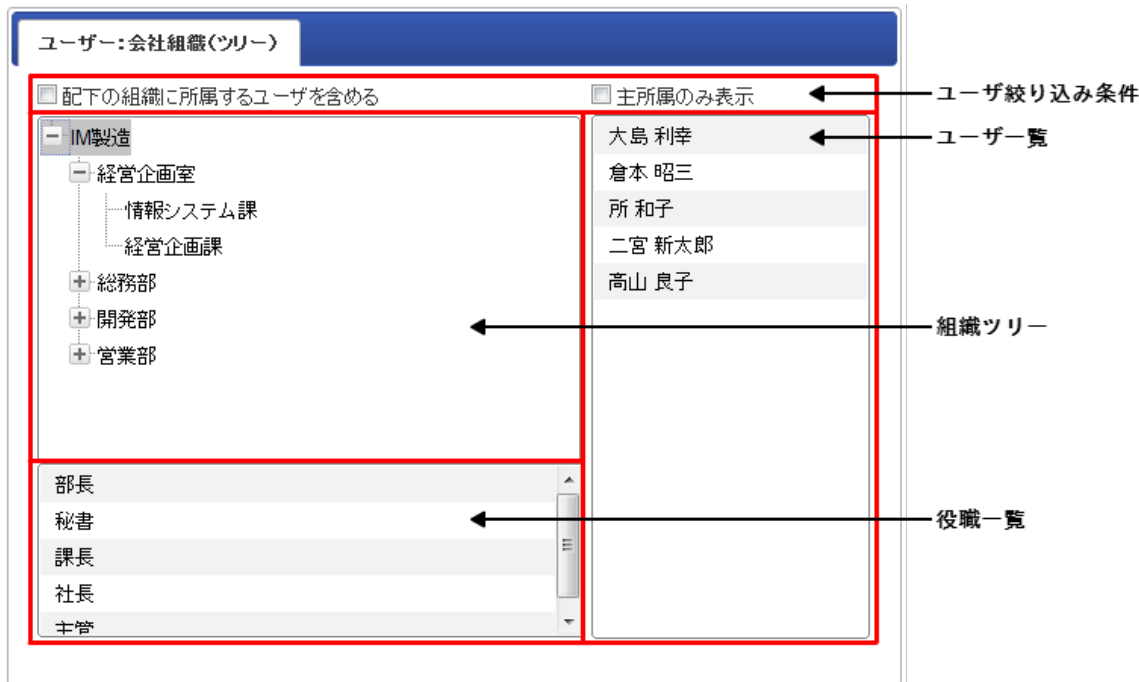 ユーザー：会社組織（ツリー）
配下の組織に所属するユーザを含める
主所属のみ表示
ユーザ絞り込み条件
IM製造
経営企画室
情報システム課
経営企画課
総務部
開発部
営業部
大島 利幸
倉本 昭三
所 和子
二宮 新太郎
高山 良子
ユーザ一覧
組織ツリー
部長
秘書
課長
社長
主管
役職一覧